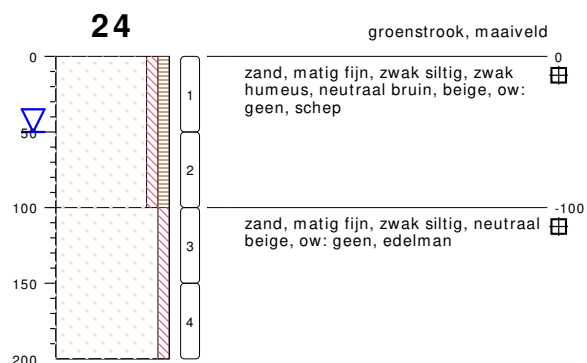 24
groenstrook, maaiveld
0
0
zand, matig fijn, zwak siltig, zwak
humeus, neutraal bruin, beige, ow:
geen, schep
1
50
2
100
-100
zand, matig fijn, zwak siltig, neutraal
beige, ow: geen, edelman
3
150
4
200